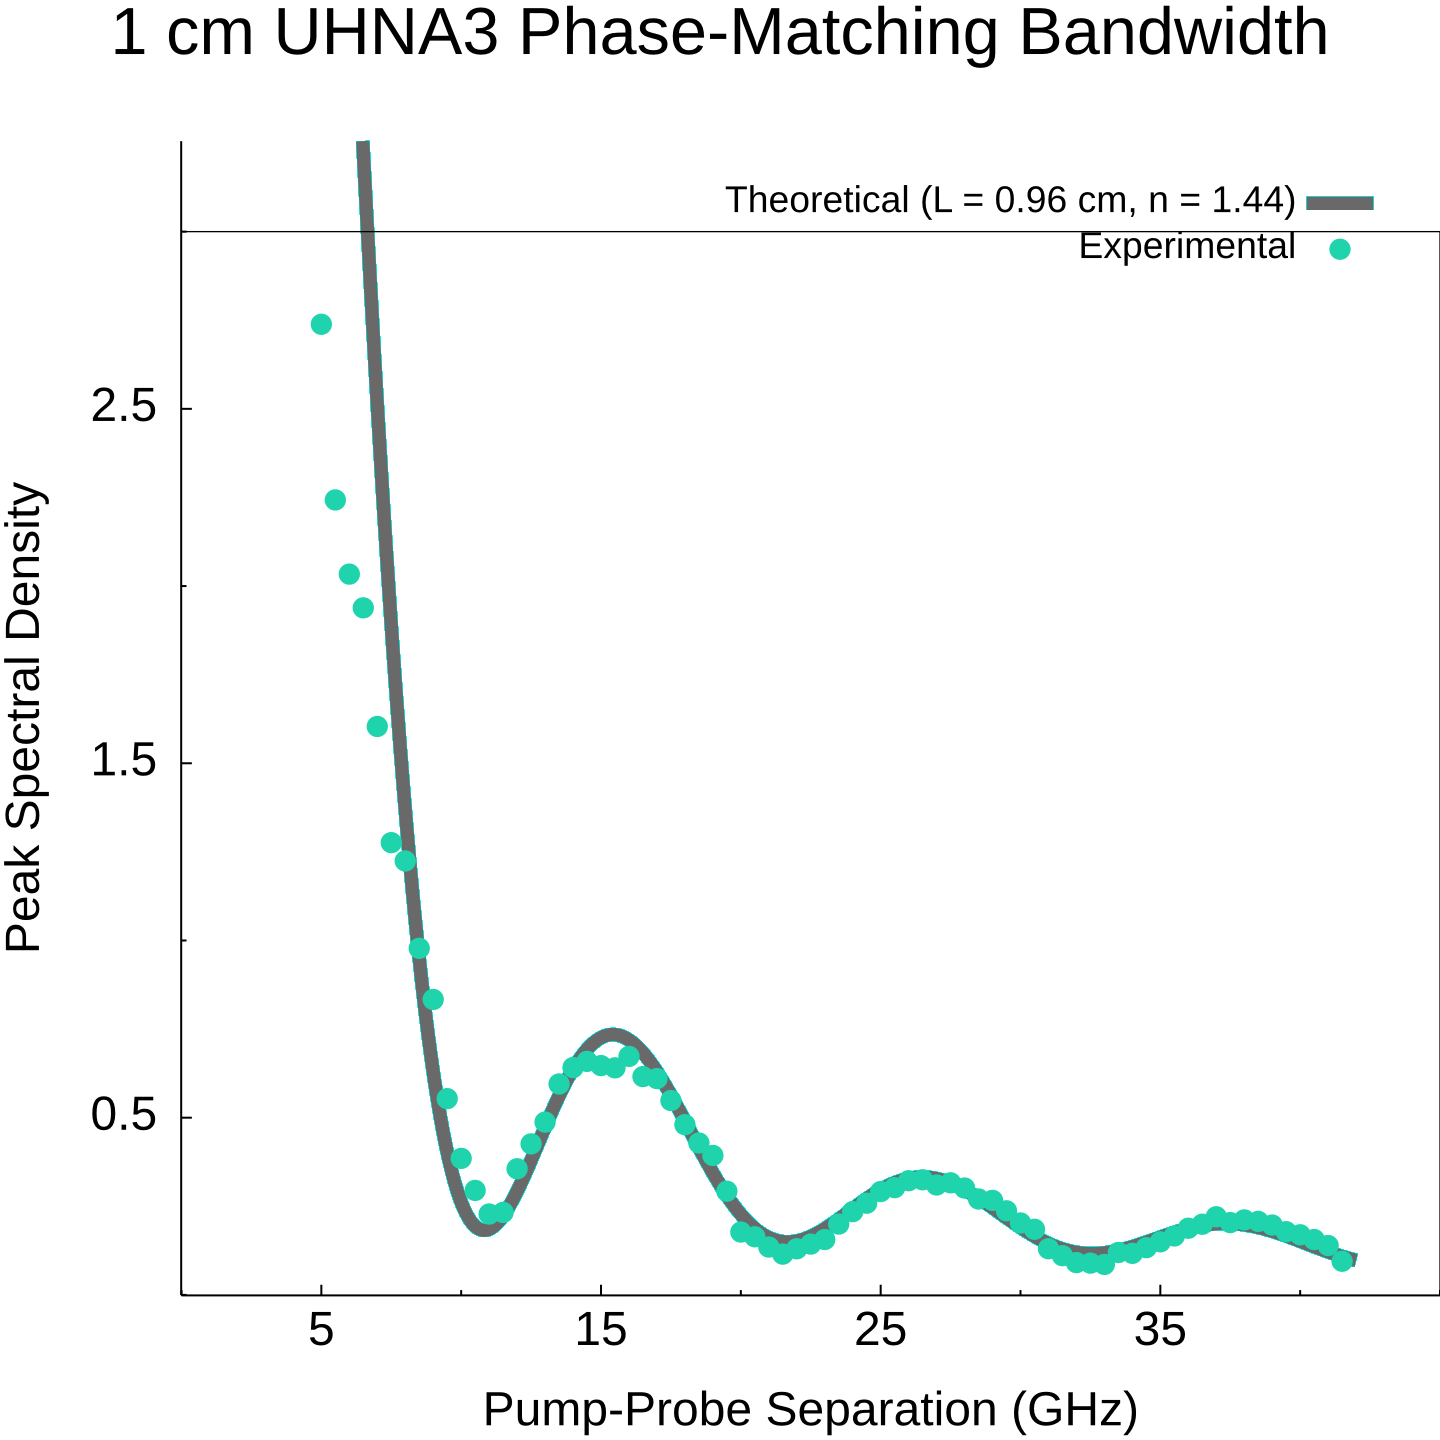 1 cm UHNA3 Phase-Matching Bandwidth
Theoretical (L = 0.96 cm, n = 1.44)
Experimental
2.5
1.5
0.5
Peak Spectral Density
5 15 25 35
Pump-Probe Separation (GHz)